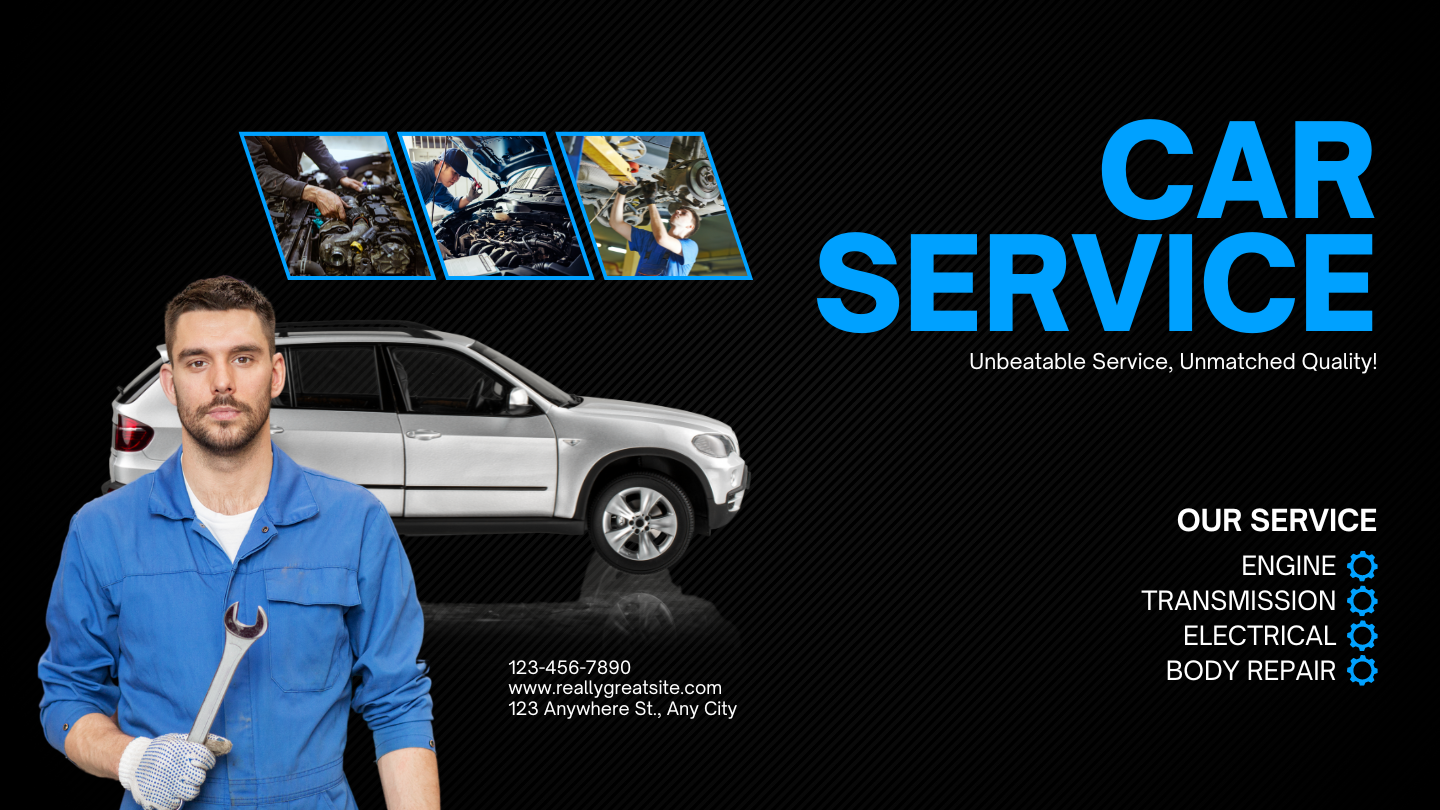 CAR
SERVICE
Unbeatable Service, Unmatched Quality!
OUR SERVICE
ENGINE
TRANSMISSION
ELECTRICAL
BODY REPAIR
123-456-7890
www.reallygreatsite.com
123 Anywhere St., Any City